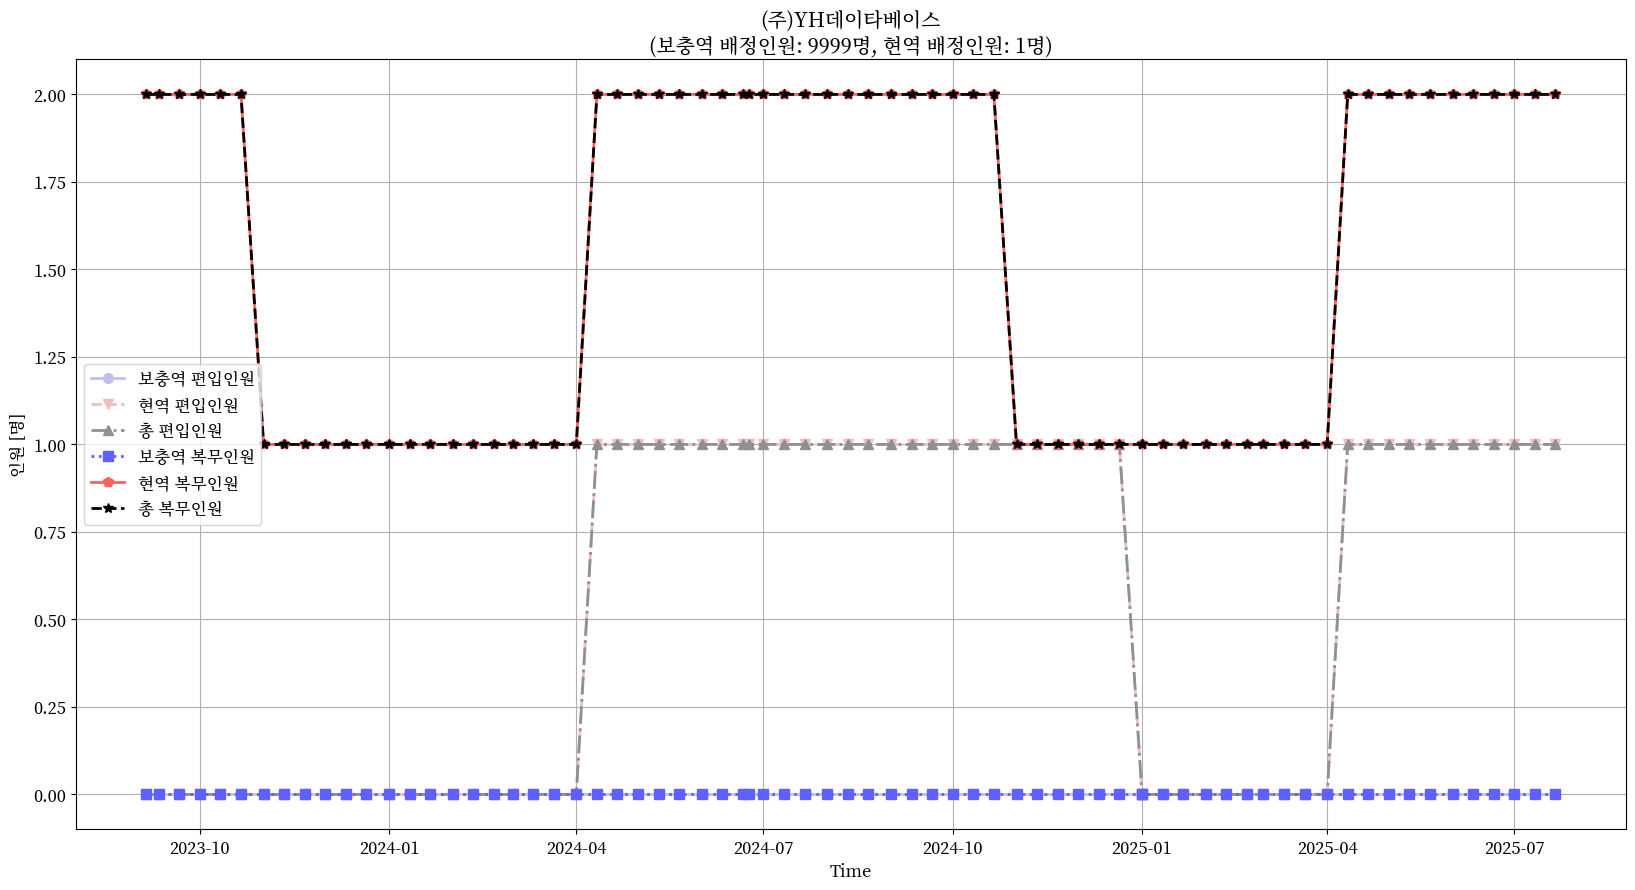 (주)YH데이타베이스
(보충역 배정인원: 9999명, 현역 배정인원: 1명)
2.00
1.75
1.50
1.25
1.00
0.75
0.50
0.25
0.00
인원 [명]
보충역 편입인원
현역 편입인원
총 편입인원
보충역 복무인원
현역 복무인원
총 복무인원
2023-10
2024-01
2024-04
2024-07
2024-10
2025-01
2025-04
2025-07
Time